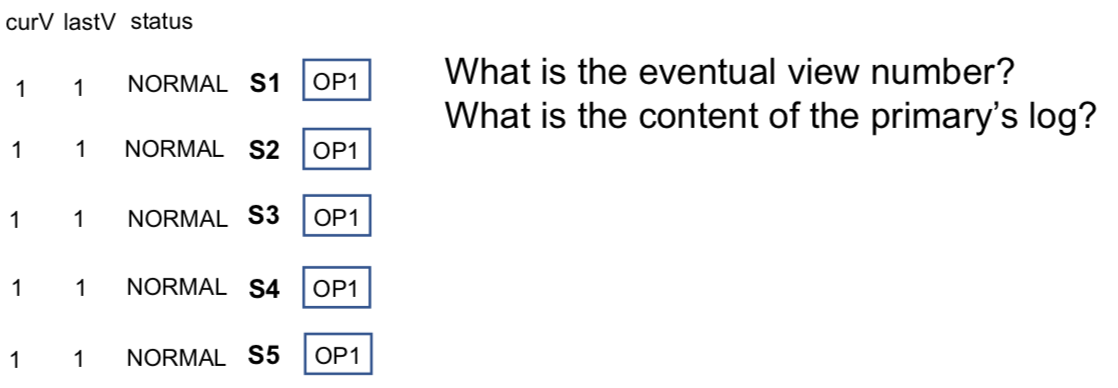 curV lastV status
1 1 NORMAL S1 OP1
1 1 NORMAL S2 OP1
1 1 NORMAL S3 OP1
1 1 NORMAL S4 OP1
1 1 NORMAL S5 OP1
What is the eventual view number?
What is the content of the primary’s log?